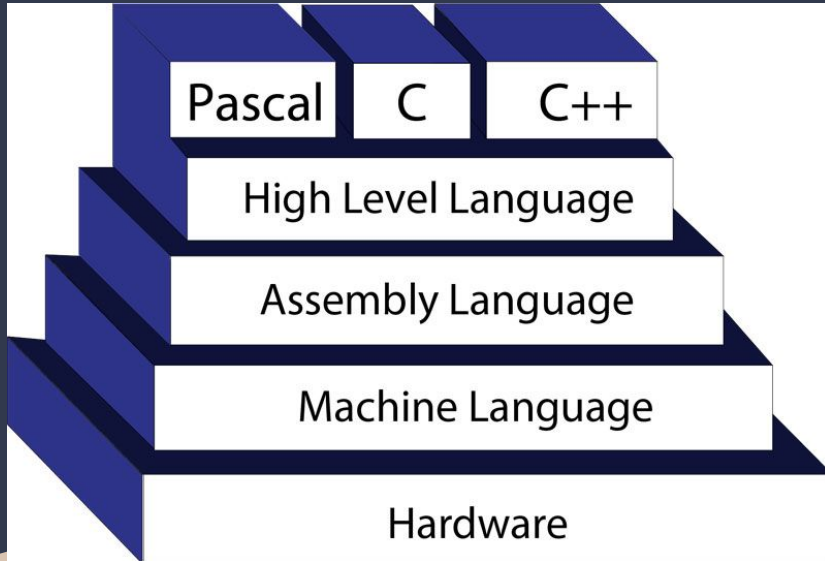 Pascal C C++
High Level Language
Assembly Language
Machine Language
Hardware